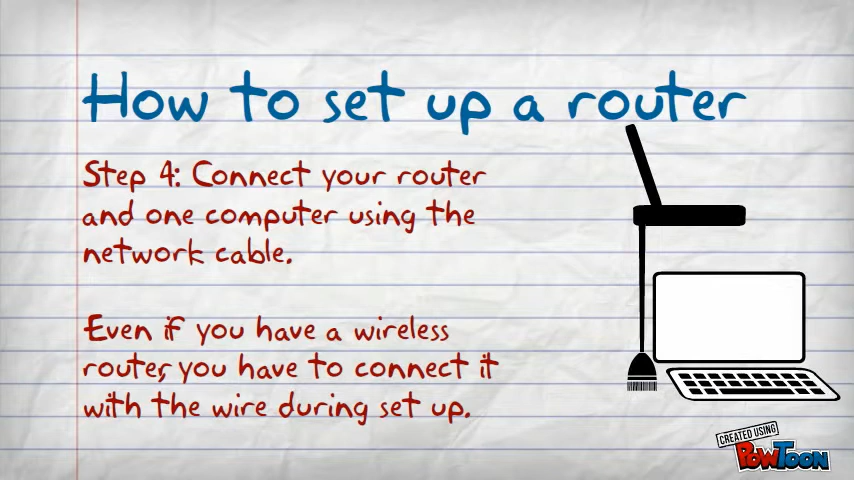 How to set up a router
Step 4: Connect your router
and one computer using the
network cable.
Even if you have a wireless
router, you have to connect it
with the wire during set up.
CREATED USING
POWTOON